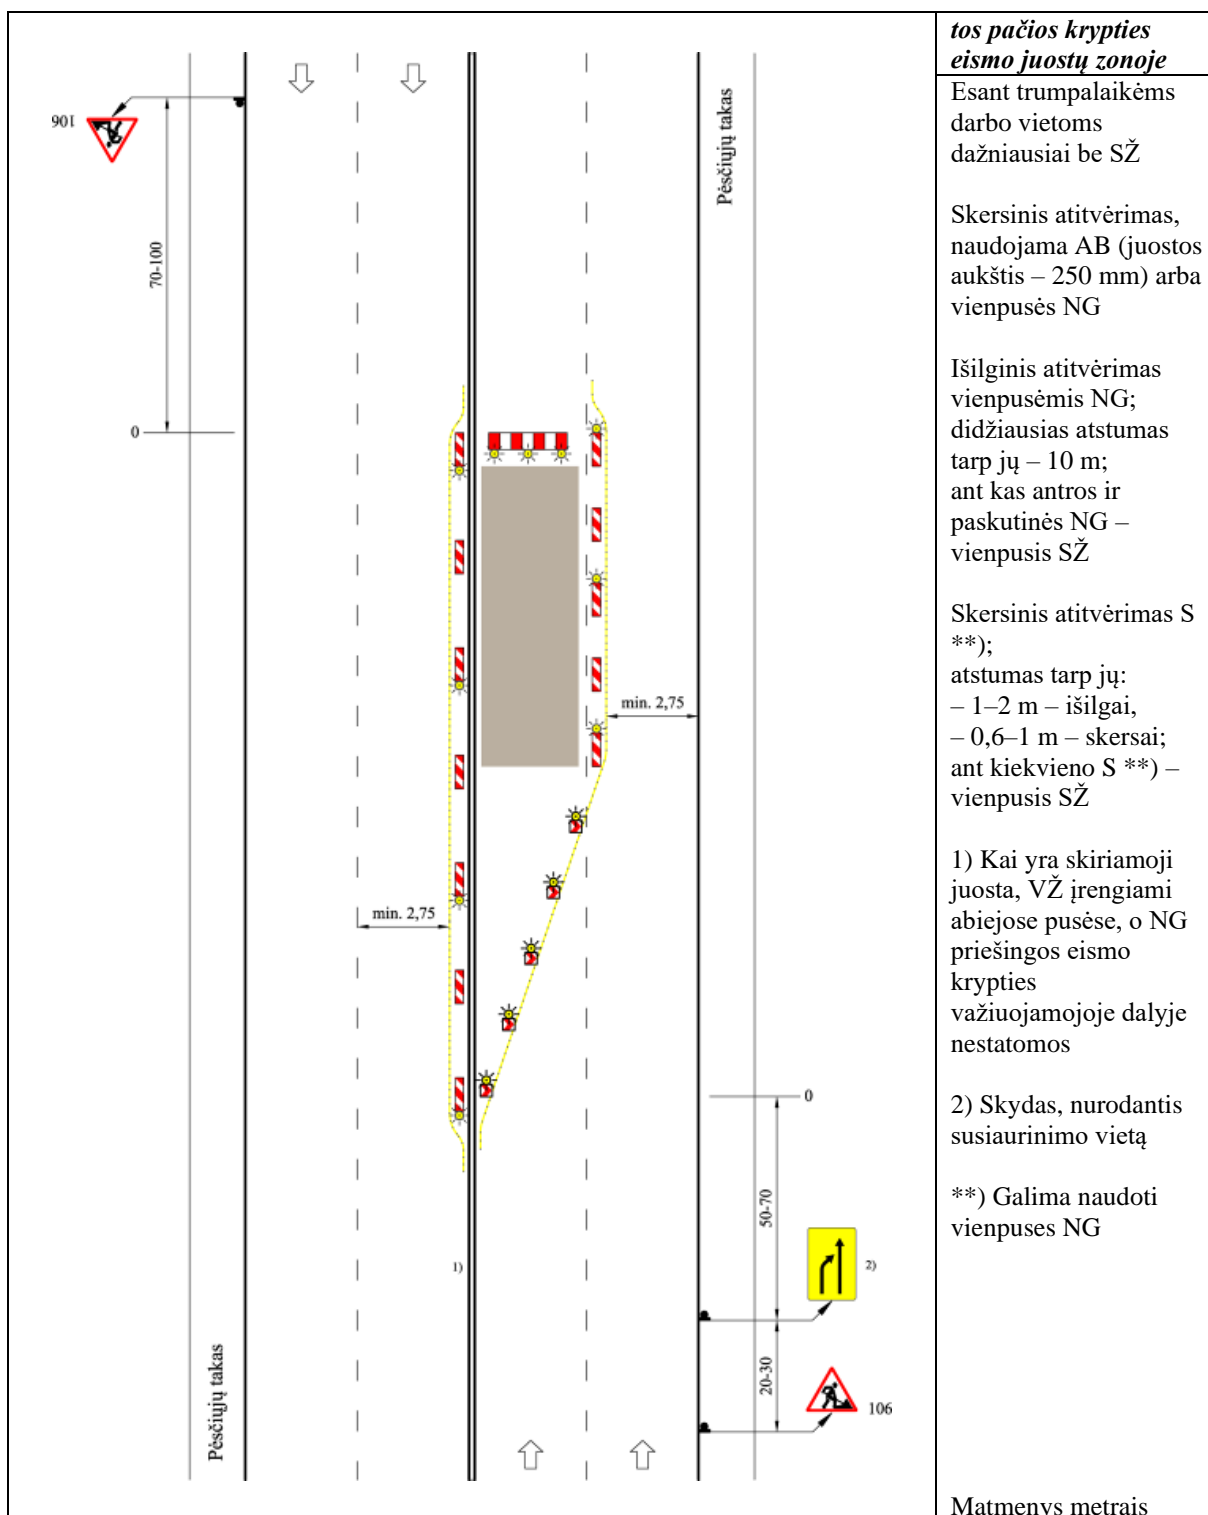 tos pačios krypties
eismo juostų zonoje
Esant trumpalaikėms
darbo vietoms
dažniausiai be SŽ
Skersinis atitvėrimas,
naudojama AB (juostos
aukštis – 250 mm) arba
vienpusės NG
Išilginis atitvėrimas
vienpusėmis NG;
didžiausias atstumas
tarp jų – 10 m;
ant kas antros ir
paskutinės NG –
vienpusis SŽ
Skersinis atitvėrimas S
**);
atstumas tarp jų:
– 1–2 m – išilgai,
– 0,6–1 m – skersai;
ant kiekvieno S **) –
vienpusis SŽ
1) Kai yra skiriamoji
juosta, VŽ įrengiami
abiejose pusėse, o NG
priešingos eismo
krypties
važiuojamojoje dalyje
nestatomos
2) Skydas, nurodantis
susiaurinimo vietą
**) Galima naudoti
vienpuses NG
Matmenys metrais
106
70-100
0
Pėsčiųjų takas
min. 2,75
min. 2,75
0
50-70
1)
2)
20-30
106
Pėsčiųjų takas